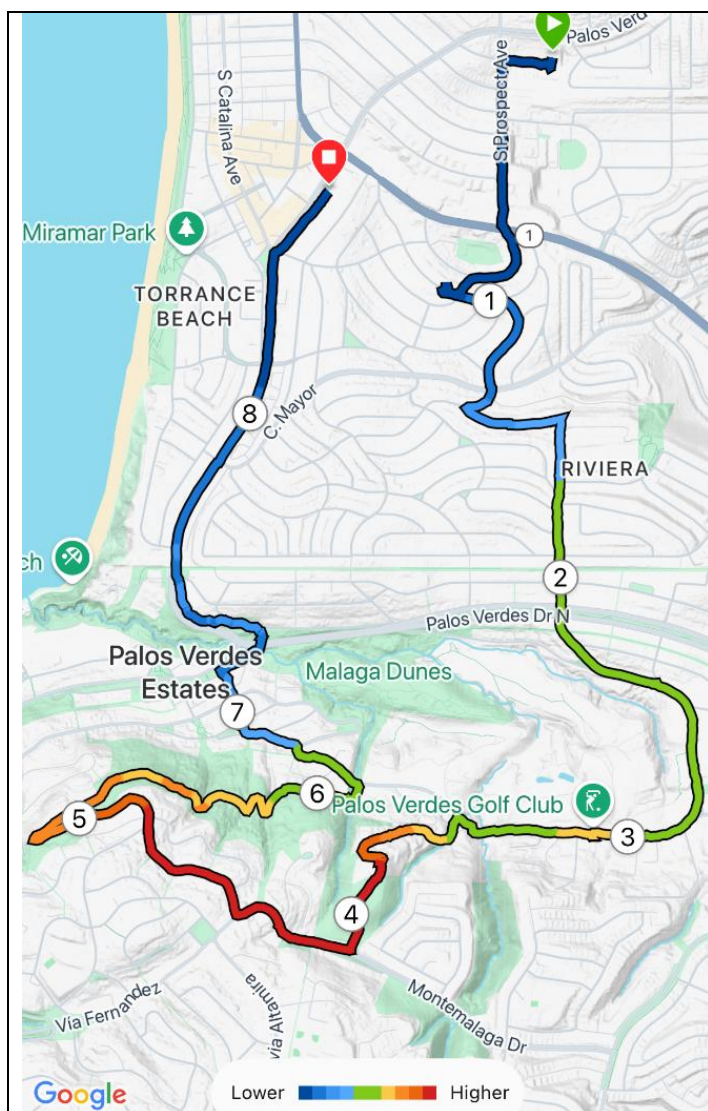 Palos Verd
S Prospect Ave
S Catalina Ave
1
Miramar Park
TORRANCE
BEACH
1
8
C. Mayor
RIVIERA
ch
2
Palos Verdes Dr N
Palos Verdes
Estates
Malaga Dunes
7
6
Palos Verdes Golf Club
5
3
4
Montemalaga Dr
Vía Fernandez
via Altamira
Google
Lower
Higher